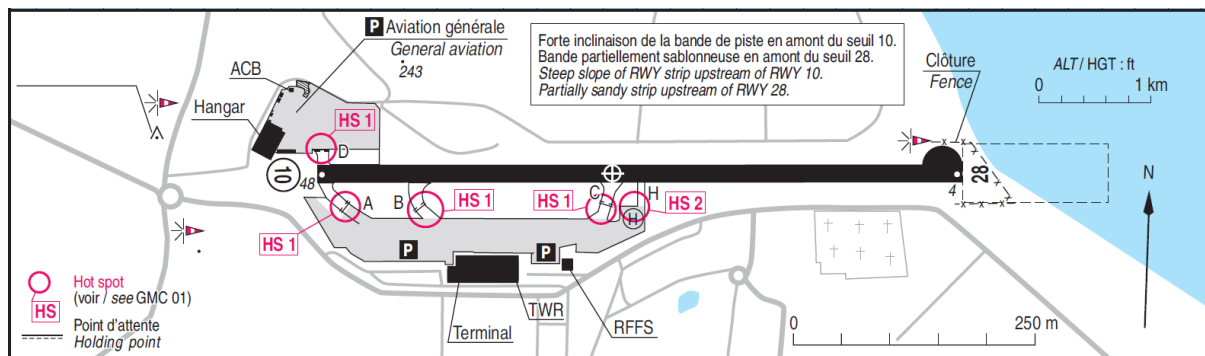 P Aviation générale
General aviation
243
ACB
Hangar
Forte inclinaison de la bande de piste en amont du seuil 10.
Bande partiellement sablonneuse en amont du seuil 28.
Steep slope of RWY strip upstream of RWY 10.
Partially sandy strip upstream of RWY 28.
Clôture
Fence
ALT / HGT : ft
0 1 km
HS 1
D
10
48
A
B
HS 1
HS 1
C
H
HS 2
H
4
28
N
HS 1
P
P
Hot spot
(voir / see GMC 01)
HS
Point d'attente
Holding point
Terminal
TWR
RFFS
0 250 m